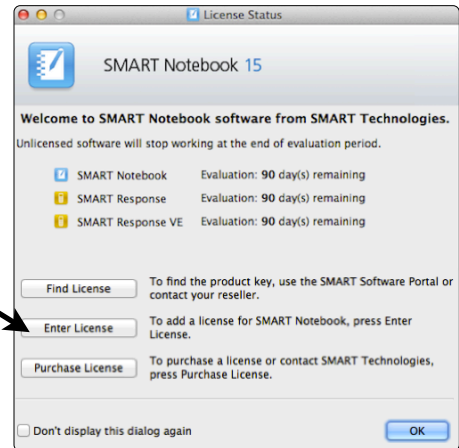 License Status
SMART Notebook 15
Welcome to SMART Notebook software from SMART Technologies.
Unlicensed software will stop working at the end of evaluation period.
SMART Notebook Evaluation: 90 day(s) remaining
SMART Response Evaluation: 90 day(s) remaining
SMART Response VE Evaluation: 90 day(s) remaining
Find License
To find the product key, use the SMART Software Portal or
contact your reseller.
Enter License
To add a license for SMART Notebook, press Enter
License.
Purchase License
To purchase a license or contact SMART Technologies,
press Purchase License.
Don't display this dialog again
OK